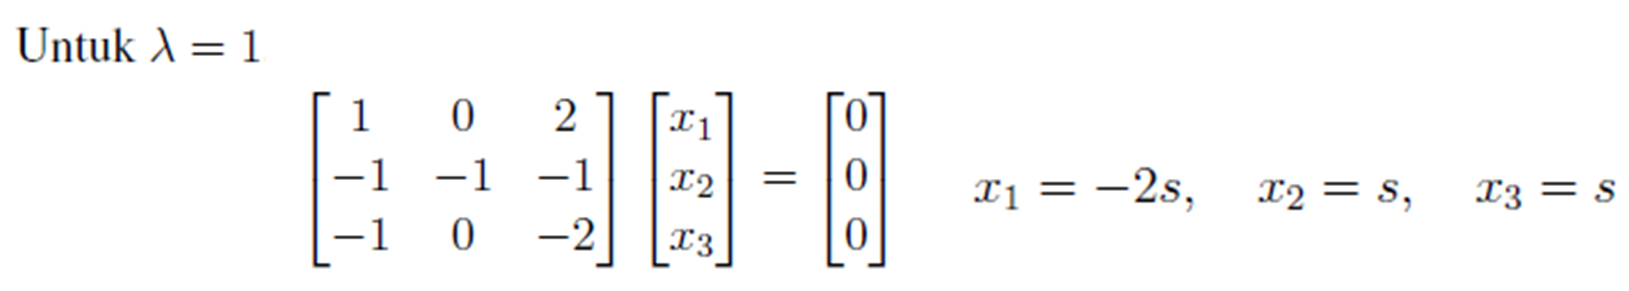 Untuk λ = 1
[1 0 2; −1 −1 −1; −1 0 −2] [x₁; x₂; x₃] = [0; 0; 0]   x₁ = −2s,   x₂ = s,   x₃ = s